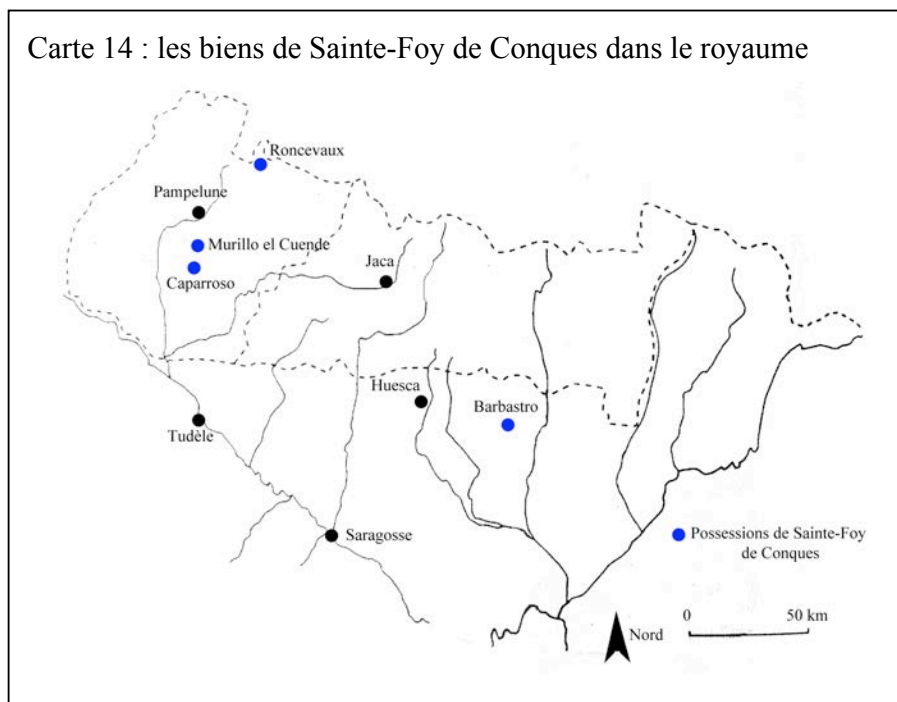 Carte 14 : les biens de Sainte-Foy de Conques dans le royaume
Roncevaux
Pampelune
Murillo el Cuende
Caparroso
Jaca
Huesca
Barbastro
Tudèle
Saragosse
Possessions de Sainte-Foy
de Conques
0 50 km
Nord